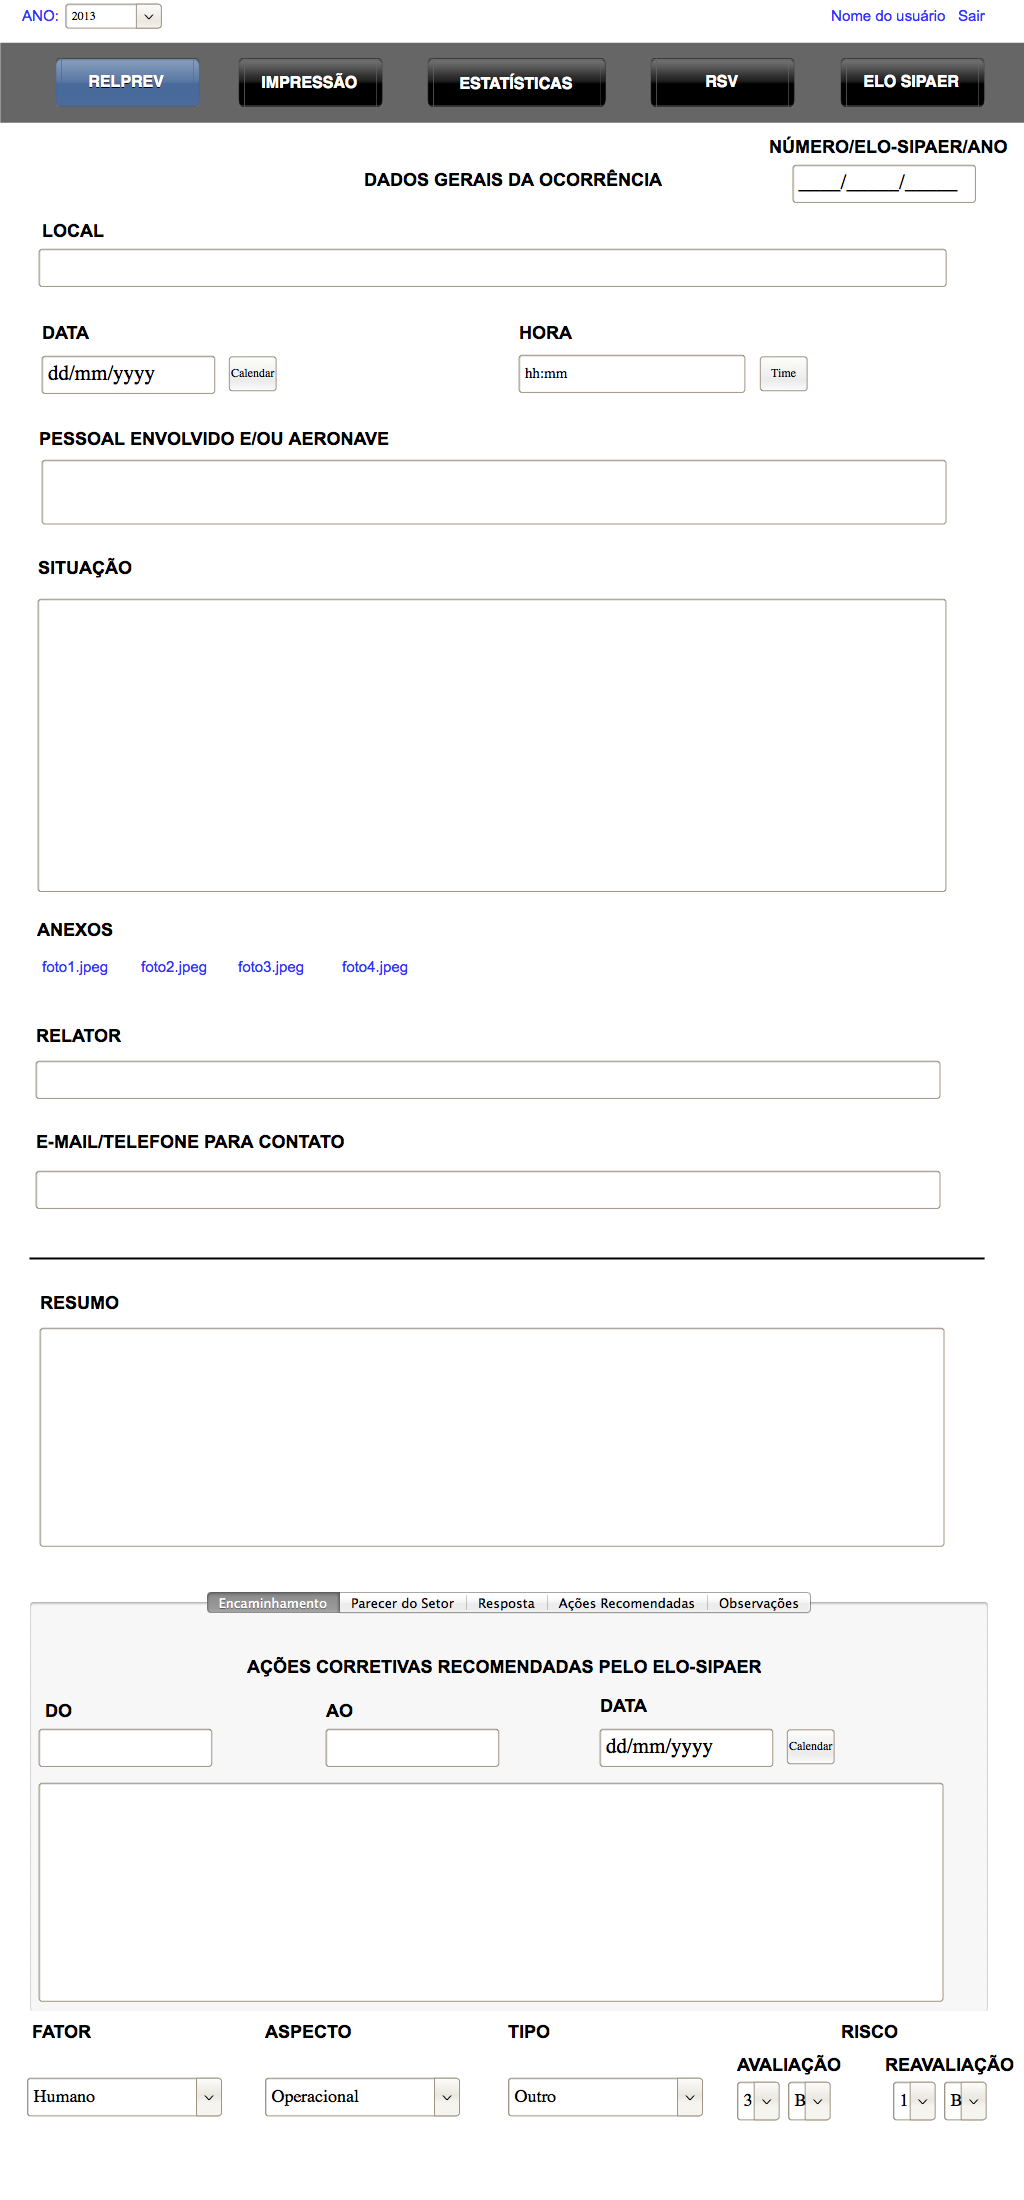 ANO: 2013 Nome do usuário Sair
RELPREV IMPRESSÃO ESTATÍSTICAS RSV ELO SIPAER
NÚMERO/ELO-SIPAER/ANO
DADOS GERAIS DA OCORRÊNCIA ____/_____/_____
LOCAL
DATA HORA
dd/mm/yyyy Calendar hh:mm Time
PESSOAL ENVOLVIDO E/OU AERONAVE
SITUAÇÃO
ANEXOS
foto1.jpeg foto2.jpeg foto3.jpeg foto4.jpeg
RELATOR
E-MAIL/TELEFONE PARA CONTATO
RESUMO
Encaminhamento Parecer do Setor Resposta Ações Recomendadas Observações
AÇÕES CORRETIVAS RECOMENDADAS PELO ELO-SIPAER
DO AO DATA
dd/mm/yyyy Calendar
FATOR ASPECTO TIPO RISCO
AVALIAÇÃO REAVALIAÇÃO
Humano Operacional Outro 3 B 1 B